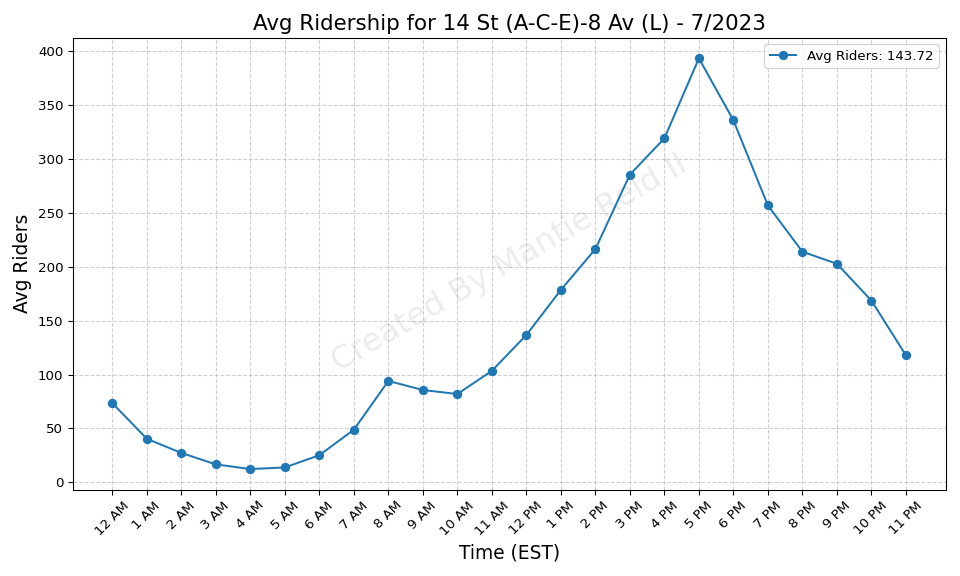 Avg Ridership for 14 St (A-C-E)-8 Av (L) - 7/2023
Avg Riders: 143.72
400
350
300
250
200
150
100
50
0
Avg Riders
Created By Mantle Reid II
12 AM
1 AM
2 AM
3 AM
4 AM
5 AM
6 AM
7 AM
8 AM
9 AM
10 AM
11 AM
12 PM
1 PM
2 PM
3 PM
4 PM
5 PM
6 PM
7 PM
8 PM
9 PM
10 PM
11 PM
Time (EST)